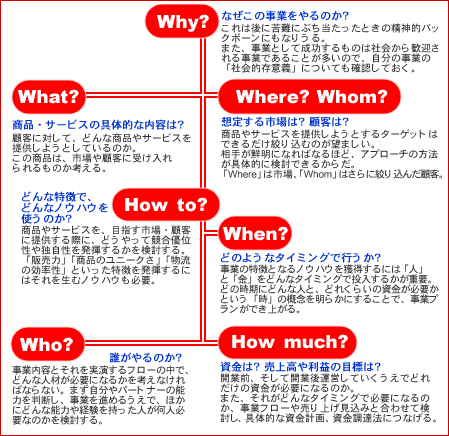 Why?
なぜこの事業をやるのか?
これは後に苦難にぶち当たったときの精神的バッ
クボーンにもなりうる。
また、事業として成功するものは社会から歓迎さ
れる事業であることが多いので、自分の事業の
「社会的存意義」についても確認しておく。
What?
商品・サービスの具体的な内容は?
顧客に対して、どんな商品やサービスを
提供しようとしているのか。
この商品は、市場や顧客に受け入れ
られるものか考える。
Where? Whom?
想定する市場は? 顧客は?
商品やサービスを提供しようとするターゲットは
できるだけ絞り込むのが望ましい。
相手が鮮明になればなるほど、アプローチの方法
が具体的に検討できるからだ。
「Where」は市場、「Whom」はさらに絞り込んだ顧客。
How to?
どんな特徴で、
どんなノウハウを
使うのか?
商品やサービスを、目指す市場・顧客
に提供する際に、どうやって競合優位
性や独自性を発揮するかを検討する。
「販売力」「商品のユニークさ」「物流
の効率性」といった特徴を発揮するに
はそれを生むノウハウも必要。
When?
どのようなタイミングで行うか?
事業の特徴となるノウハウを獲得するには「人」
と「金」をどんなタイミングで投入するかが重要。
どの時期にどんな人と、どれくらいの資金が必要か
という「時」の概念を明らかにすることで、事業プ
ランができ上がる。
Who?
誰がやるのか?
事業内容とそれを実演するフローの中で、
どんな人材が必要になるかを考えなけれ
ばならない。まず自分やパートナーの能
力を判断し、事業を進めるうえで、ほか
にどんな能力や経験を持った人が何人必
要なのかを検討する。
How much?
資金は? 売上高や利益の目標は?
開業前、そして開業後運営していくうえでどれ
だけの資金が必要になるのか。
また、それがどんなタイミングで必要になるの
か、事業フローや売り上げ見込みと合わせて検
討し、具体的な資金計画、資金調達法につなげる。